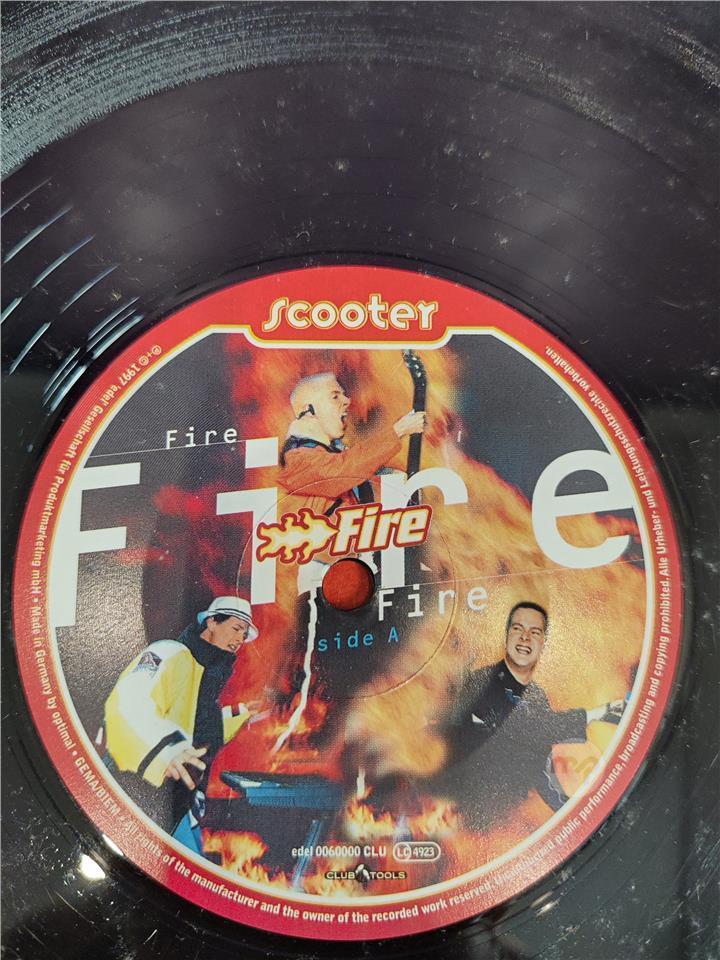 scooter
Fire
Fire
Fire
Fire
side A
edel 0060000 CLU LC 4923
CLUB TOOLS
℗+© 1997 'edel' Gesellschaft für Produktmarketing mbH • Made in Germany by optimal • GEMA/BIEM • All rights of the manufacturer and the owner of the recorded work reserved. Unauthorized public performance, broadcasting and copying prohibited. Alle Urheber- und Leistungsschutzrechte vorbehalten.